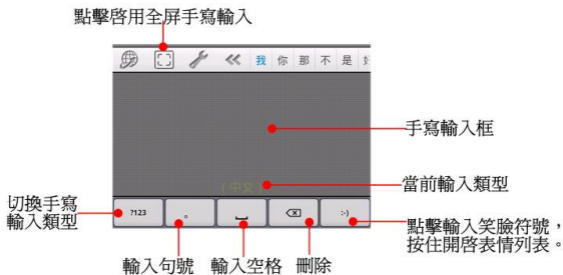 點擊啓用全屏手寫輸入
我 你 那 不 是
手寫輸入框
(中文)
當前輸入類型
切換手寫
輸入類型
?123 。 :-)
點擊輸入笑臉符號，
按住開啓表情列表。
輸入句號 輸入空格 刪除